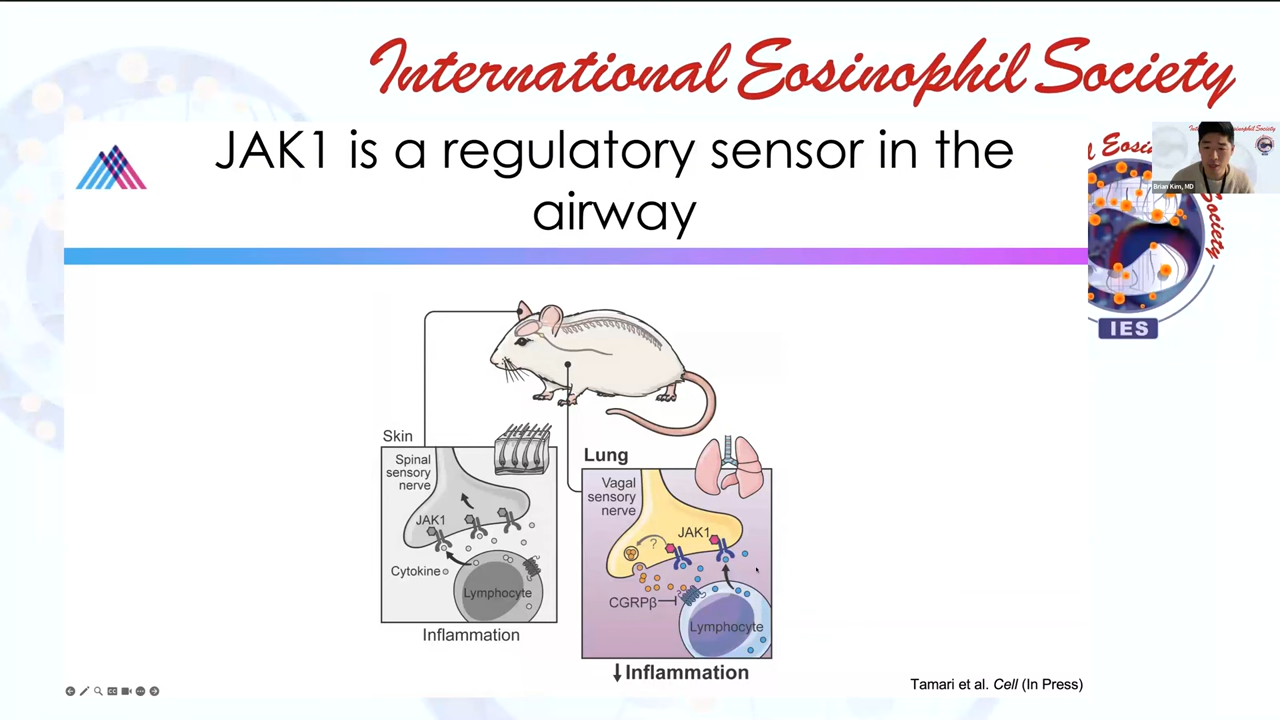 International Eosinophil Society
JAK1 is a regulatory sensor in the
airway
Brian Kim, MD
IES
Skin
Spinal
sensory
nerve
JAK1
Cytokine
Lymphocyte
Inflammation
Lung
Vagal
sensory
nerve
JAK1
?
CGRPβ
Lymphocyte
↓ Inflammation
Tamari et al. Cell (In Press)